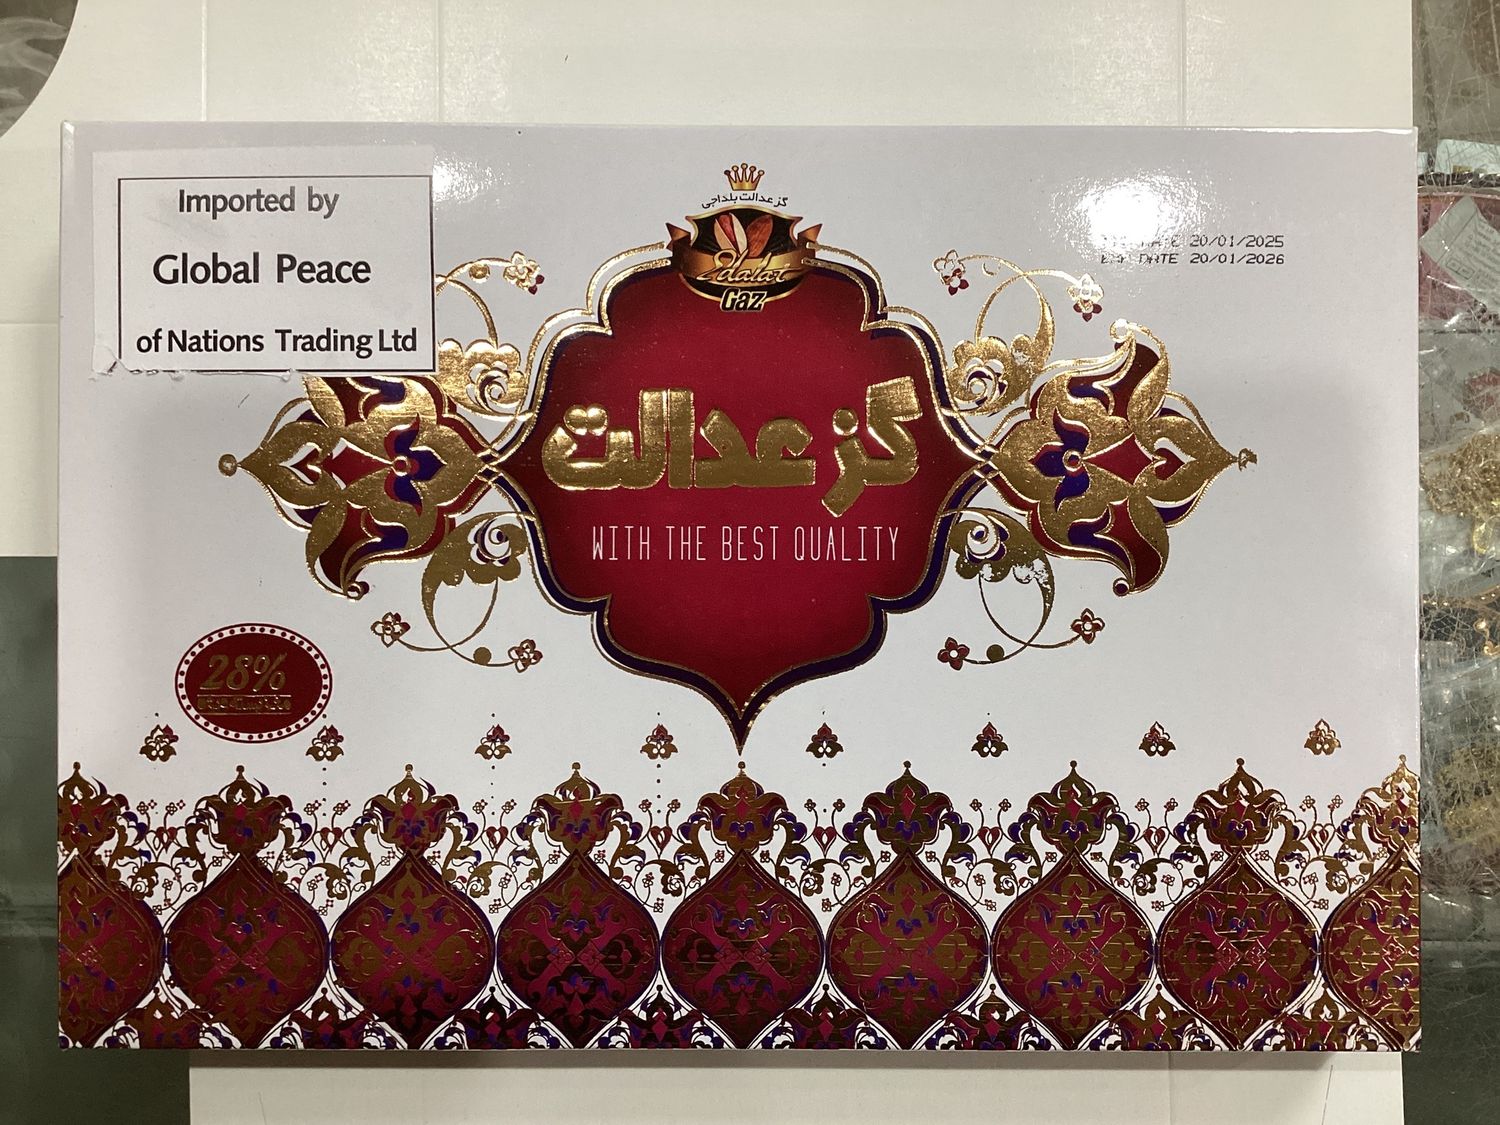 Imported by
Global Peace
of Nations Trading Ltd
گز عدالت بلداجی
Edalat
Gaz
DATE 20/01/2025
DATE 20/01/2026
گز عدالت
WITH THE BEST QUALITY
28%